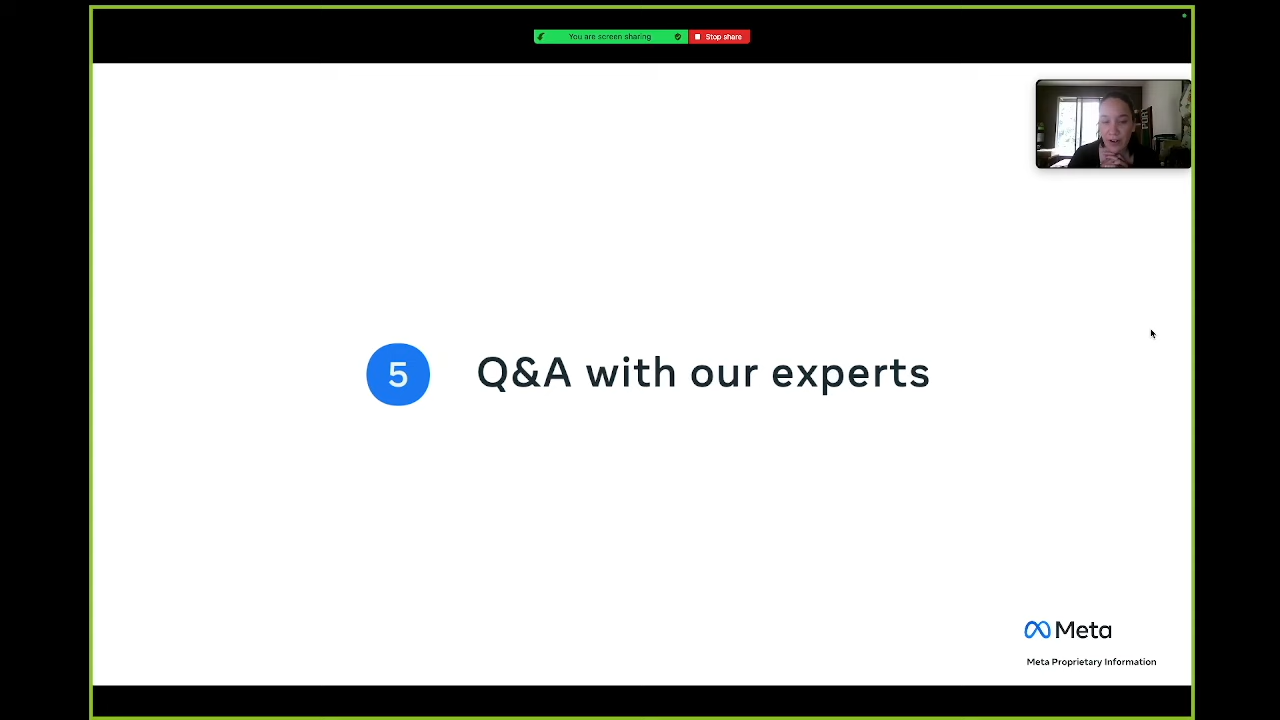 You are screen sharing
Stop share
5
Q&A with our experts
Meta
Meta Proprietary Information